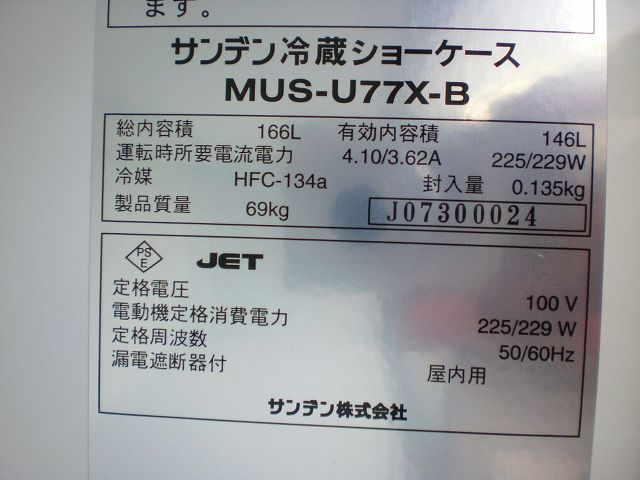 ます。
サンデン冷蔵ショーケース
MUS-U77X-B
総内容積 166L 有効内容積 146L
運転時所要電流電力 4.10/3.62A 225/229W
冷媒 HFC-134a 封入量 0.135kg
製品質量 69kg J07300024
PS
E
JET
定格電圧 100 V
電動機定格消費電力 225/229 W
定格周波数 50/60Hz
漏電遮断器付 屋内用
サンデン株式会社